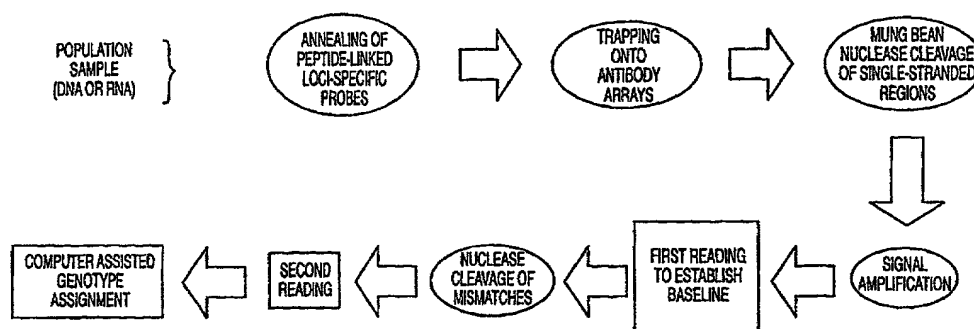 POPULATION
SAMPLE
(DNA OR RNA)
ANNEALING OF
PEPTIDE-LINKED
LOCI-SPECIFIC
PROBES
TRAPPING
ONTO
ANTIBODY
ARRAYS
MUNG BEAN
NUCLEASE CLEAVAGE
OF SINGLE-STRANDED
REGIONS
COMPUTER ASSISTED
GENOTYPE
ASSIGNMENT
SECOND
READING
NUCLEASE
CLEAVAGE OF
MISMATCHES
FIRST READING
TO ESTABLISH
BASELINE
SIGNAL
AMPLIFICATION